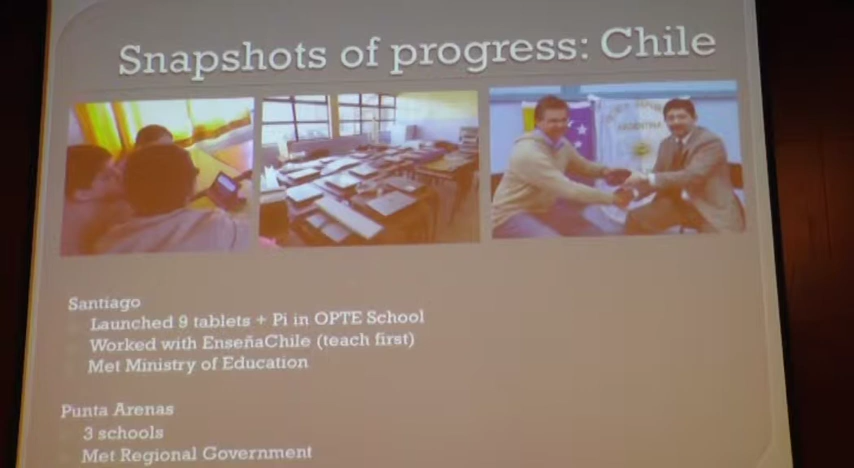 Snapshots of progress: Chile
ARGENTINA
Santiago
Launched 9 tablets + Pi in OPTE School
Worked with EnseñaChile (teach first)
Met Ministry of Education
Punta Arenas
3 schools
Met Regional Government